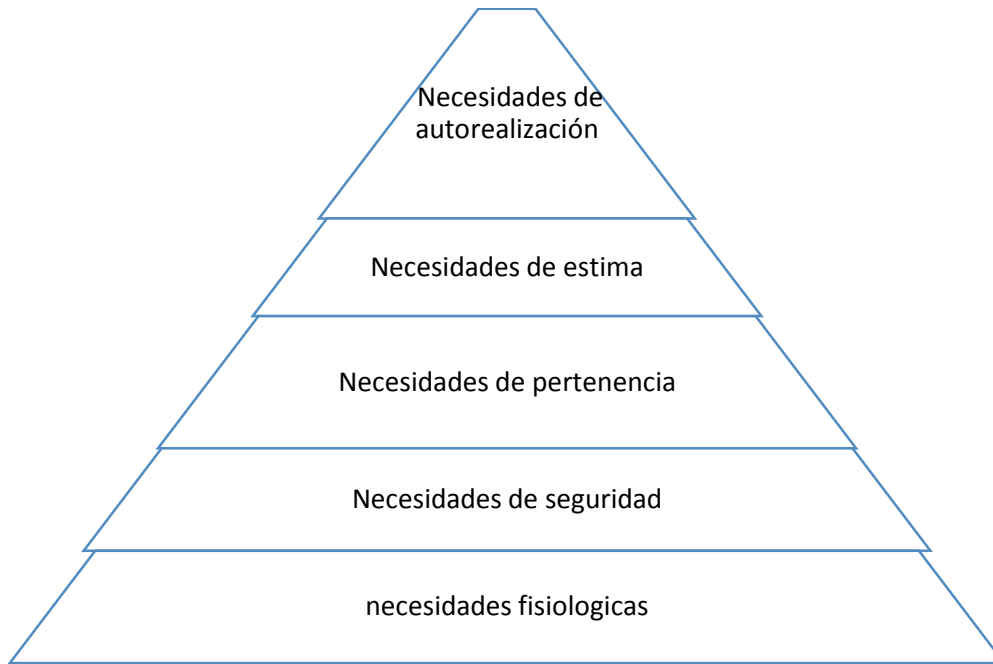 Necesidades de
autorealización
Necesidades de estima
Necesidades de pertenencia
Necesidades de seguridad
necesidades fisiologicas